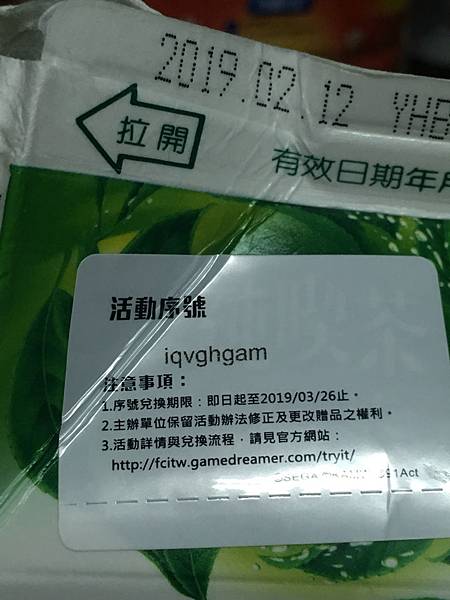 2019.02.12 YHB
拉開
有效日期年月
活動序號
iqvghgam
注意事項：
1.序號兌換期限：即日起至2019/03/26止。
2.主辦單位保留活動辦法修正及更改贈品之權利。
3.活動詳情與兌換流程，請見官方網站：
http://fcitw.gamedreamer.com/tryit/
©SEGA